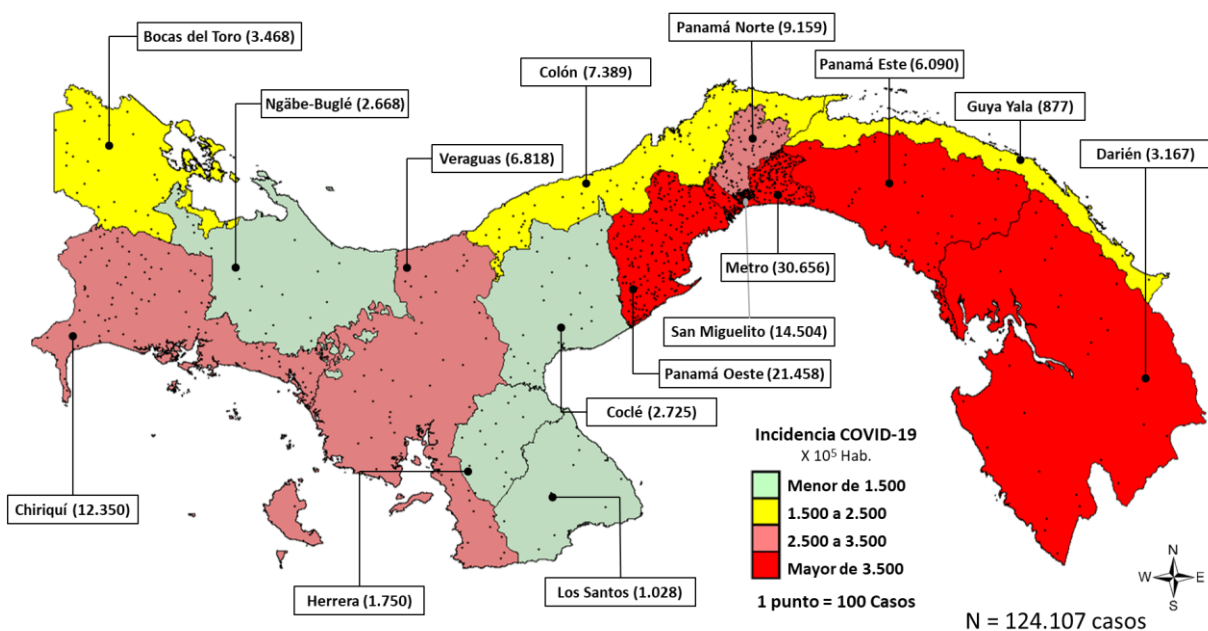 Bocas del Toro (3.468)
Panamá Norte (9.159)
Colón (7.389)
Panamá Este (6.090)
Ngäbe-Buglé (2.668)
Guya Yala (877)
Veraguas (6.818)
Darién (3.167)
Metro (30.656)
San Miguelito (14.504)
Panamá Oeste (21.458)
Coclé (2.725)
Chiriquí (12.350)
Herrera (1.750)
Los Santos (1.028)
Incidencia COVID-19
X 10⁵ Hab.
Menor de 1.500
1.500 a 2.500
2.500 a 3.500
Mayor de 3.500
1 punto = 100 Casos
N
W E
S
N = 124.107 casos